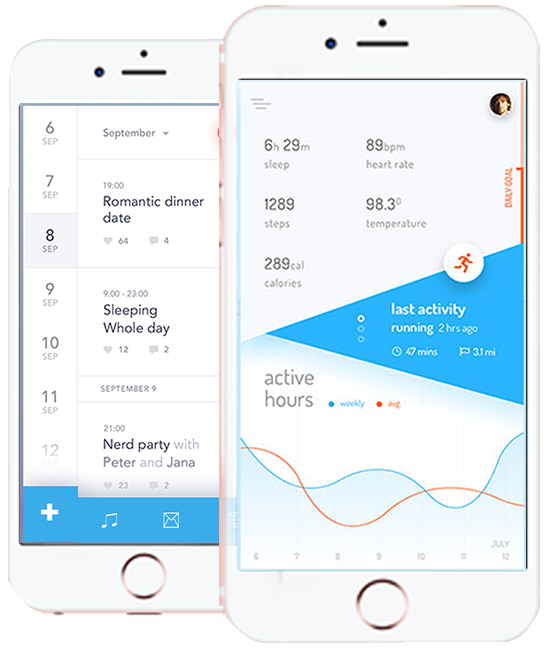 6
SEP
7
SEP
8
SEP
9
SEP
10
SEP
11
SEP
12
SEP
September
19:00
Romantic dinner
date
64 4
9:00 - 23:00
Sleeping
Whole day
12 2
SEPTEMBER 9
21:00
Nerd party with
Peter and Jana
23 2
6h 29m
sleep
89bpm
heart rate
1289
steps
98.3°
temperature
289cal
calories
DAILY GOAL
last activity
running 2 hrs ago
47 mins 3.1 mi
active
hours
weekly avg.
JULY
6 7 8 9 10 11 12